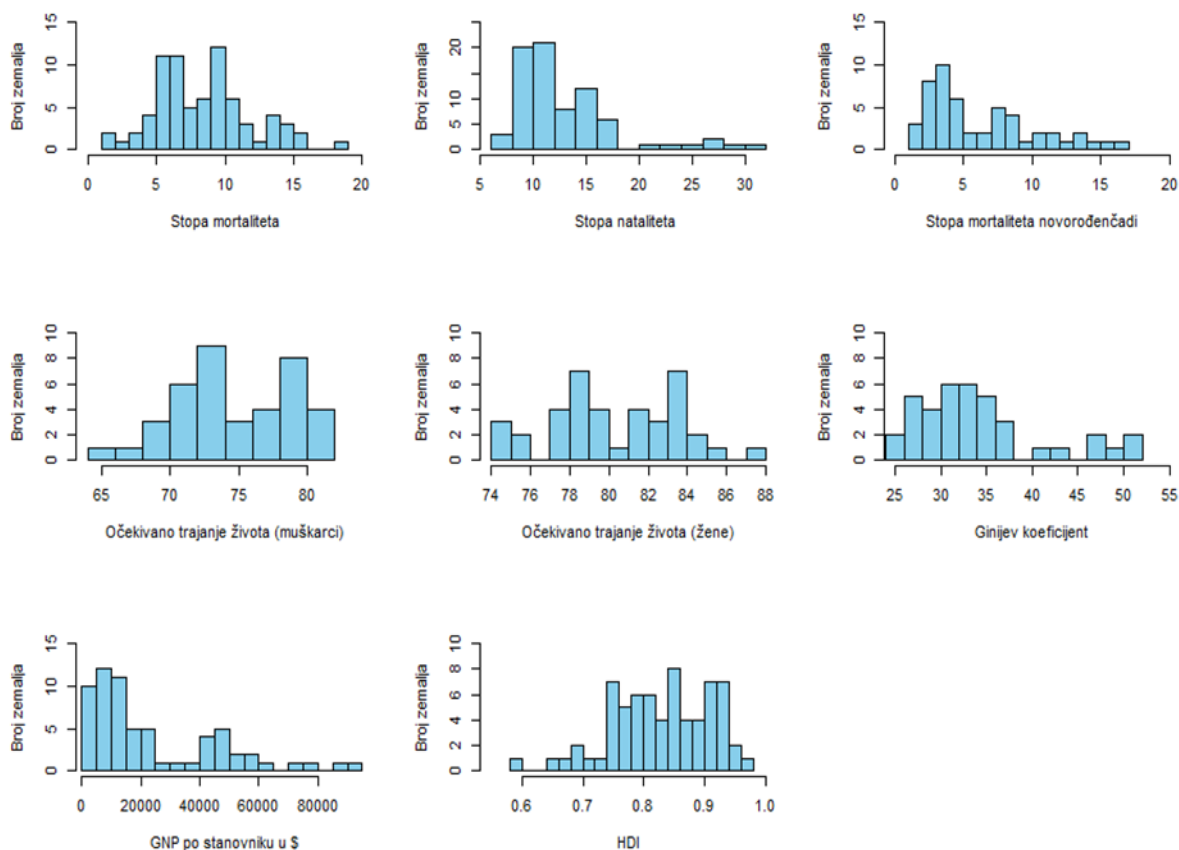 Broj zemalja
0 5 10 15
0 5 10 15 20
Stopa mortaliteta
Broj zemalja
0 5 10 20
5 10 15 20 25 30
Stopa nataliteta
Broj zemalja
0 5 10 15
0 5 10 15 20
Stopa mortaliteta novorođenčadi
Broj zemalja
0 2 4 6 8 10
65 70 75 80
Očekivano trajanje života (muškarci)
Broj zemalja
0 2 4 6 8 10
74 76 78 80 82 84 86 88
Očekivano trajanje života (žene)
Broj zemalja
0 2 4 6 8 10
25 30 35 40 45 50 55
Ginijev koeficijent
Broj zemalja
0 5 10 15
0 20000 40000 60000 80000
GNP po stanovniku u $
Broj zemalja
0 2 4 6 8 10
0.6 0.7 0.8 0.9 1.0
HDI